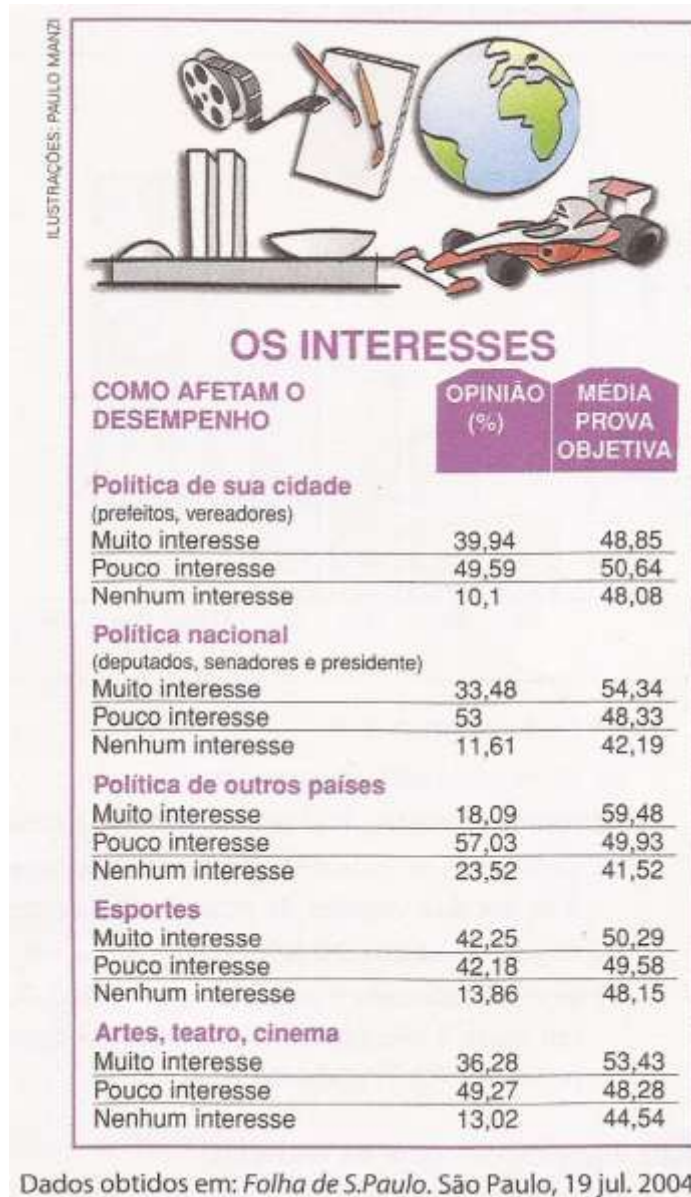 ILUSTRAÇÕES: PAULO MANZI
OS INTERESSES
COMO AFETAM O DESEMPENHO OPINIÃO (%) MÉDIA PROVA OBJETIVA
Política de sua cidade
(prefeitos, vereadores)
Muito interesse 39,94 48,85
Pouco interesse 49,59 50,64
Nenhum interesse 10,1 48,08
Política nacional
(deputados, senadores e presidente)
Muito interesse 33,48 54,34
Pouco interesse 53 48,33
Nenhum interesse 11,61 42,19
Política de outros países
Muito interesse 18,09 59,48
Pouco interesse 57,03 49,93
Nenhum interesse 23,52 41,52
Esportes
Muito interesse 42,25 50,29
Pouco interesse 42,18 49,58
Nenhum interesse 13,86 48,15
Artes, teatro, cinema
Muito interesse 36,28 53,43
Pouco interesse 49,27 48,28
Nenhum interesse 13,02 44,54
Dados obtidos em: Folha de S.Paulo. São Paulo, 19 jul. 2004